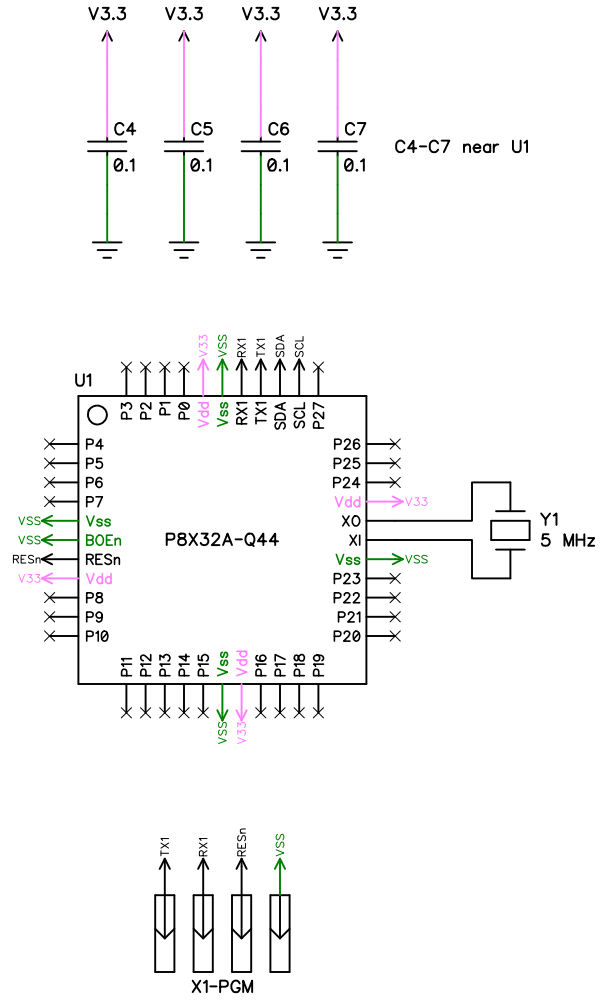 V3.3 V3.3 V3.3 V3.3
C4 C5 C6 C7
0.1 0.1 0.1 0.1
C4-C7 near U1
V33 VSS RX1 TX1 SDA SCL
U1
P3 P2 P1 P0 Vdd Vss RX1 TX1 SDA SCL P27
P4 P26
P5 P25
P6 P24
P7 Vdd V33
VSS Vss XO
VSS BOEn XI
RESn RESn Vss VSS
V33 Vdd P23
P8 P22
P9 P21
P10 P20
P8X32A-Q44
Y1
5 MHz
P11 P12 P13 P14 P15 Vss Vdd P16 P17 P18 P19
VSS V33
TX1 RX1 RESn VSS
X1-PGM